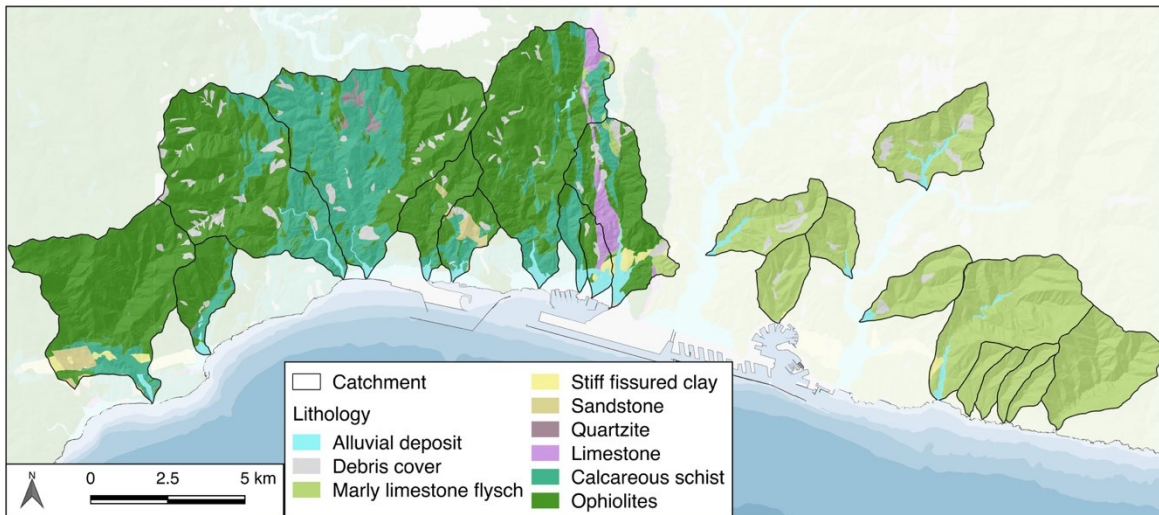 Catchment
Lithology
Alluvial deposit
Debris cover
Marly limestone flysch
Stiff fissured clay
Sandstone
Quartzite
Limestone
Calcareous schist
Ophiolites
N
0 2.5 5 km